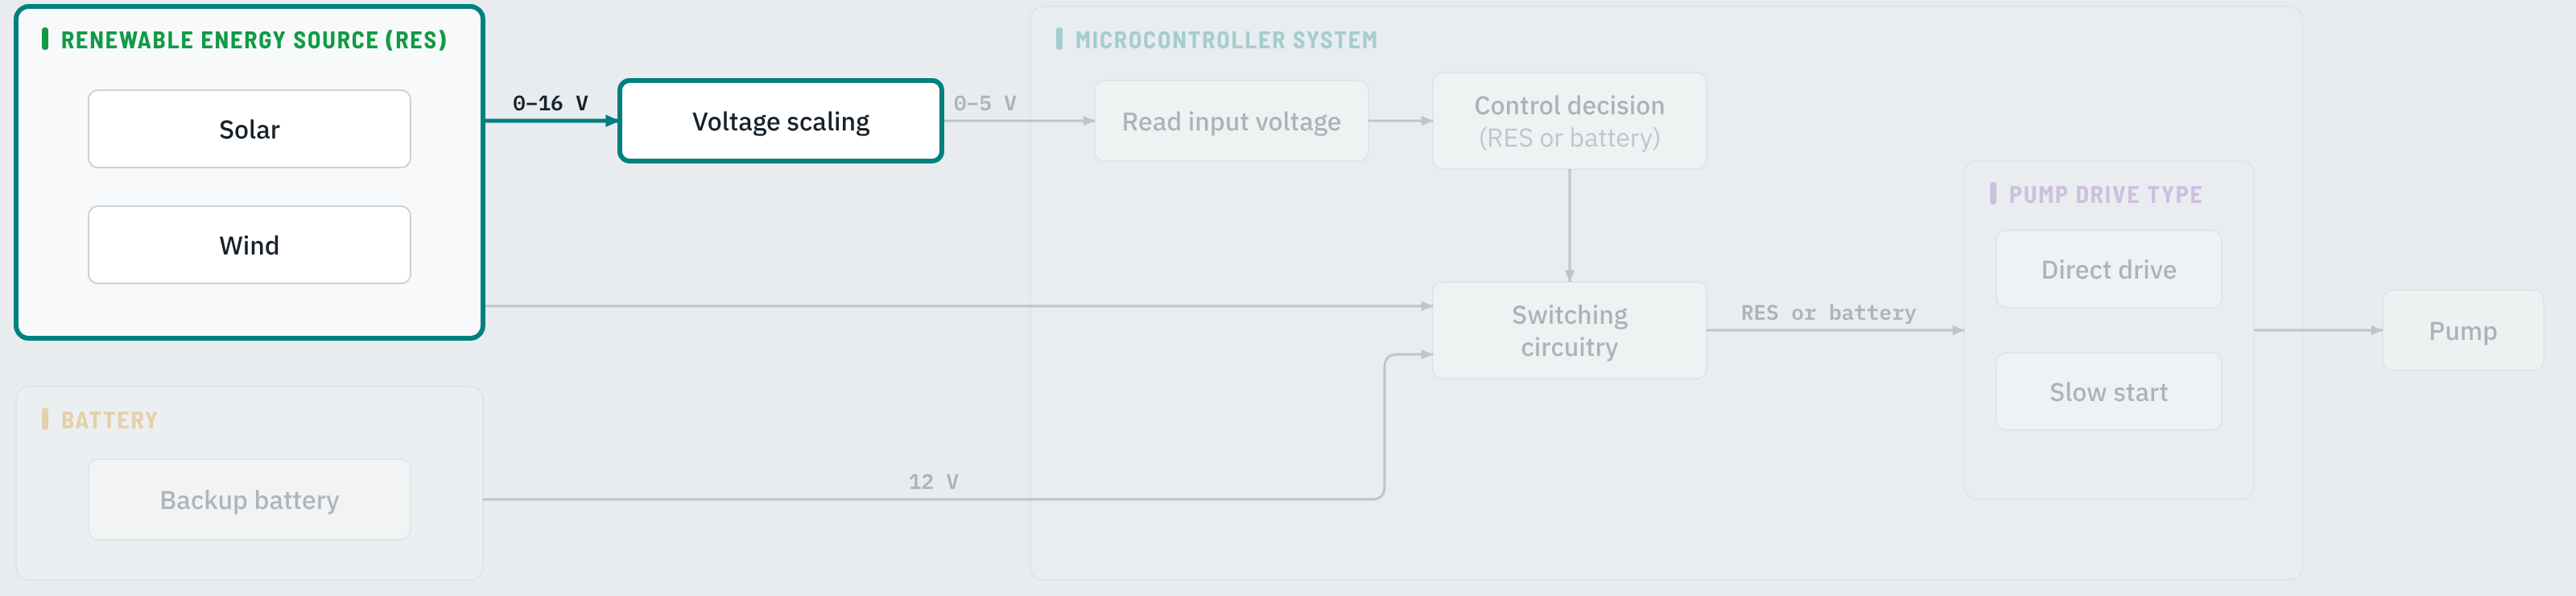 RENEWABLE ENERGY SOURCE (RES)
Solar
Wind
0–16 V
Voltage scaling
0–5 V
MICROCONTROLLER SYSTEM
Read input voltage
Control decision
(RES or battery)
Switching
circuitry
RES or battery
PUMP DRIVE TYPE
Direct drive
Slow start
Pump
BATTERY
Backup battery
12 V